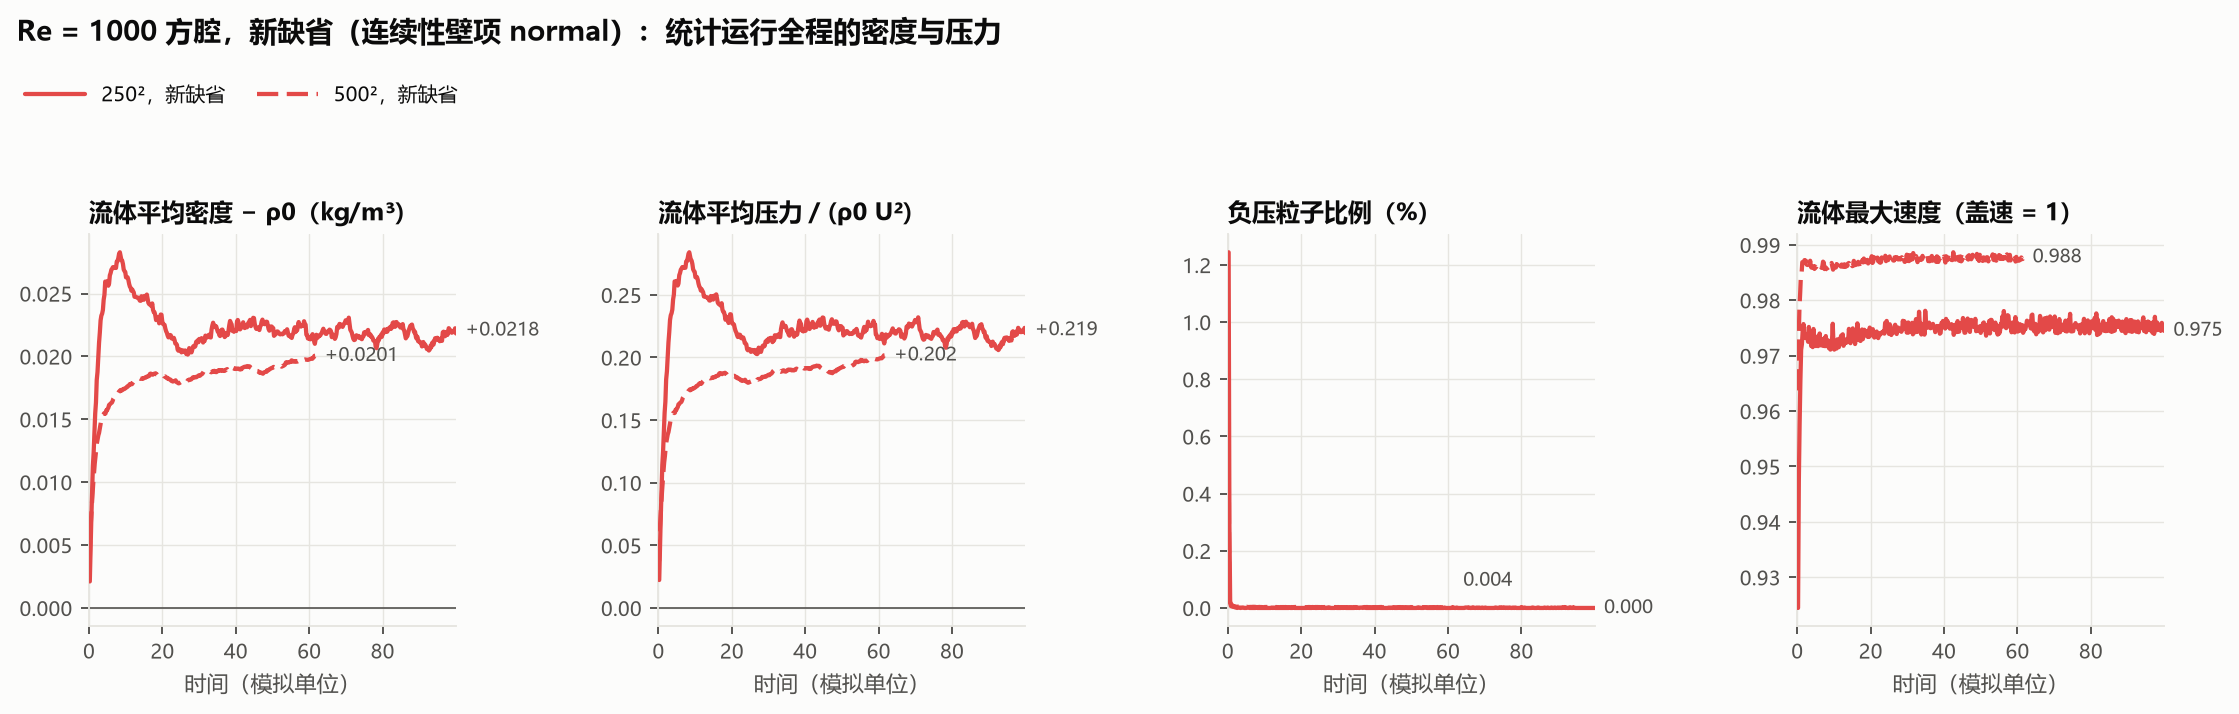 Re = 1000 方腔，新缺省（连续性壁项 normal）：统计运行全程的密度与压力
250²，新缺省 500²，新缺省
流体平均密度 − ρ0（kg/m³）
0.025
0.020
0.015
0.010
0.005
0.000
+0.0218
+0.0201
0 20 40 60 80
时间（模拟单位）
流体平均压力 / (ρ0 U²)
0.25
0.20
0.15
0.10
0.05
0.00
+0.219
+0.202
0 20 40 60 80
时间（模拟单位）
负压粒子比例（%）
1.2
1.0
0.8
0.6
0.4
0.2
0.0
0.004
0.000
0 20 40 60 80
时间（模拟单位）
流体最大速度（盖速 = 1）
0.99
0.98
0.97
0.96
0.95
0.94
0.93
0.988
0.975
0 20 40 60 80
时间（模拟单位）